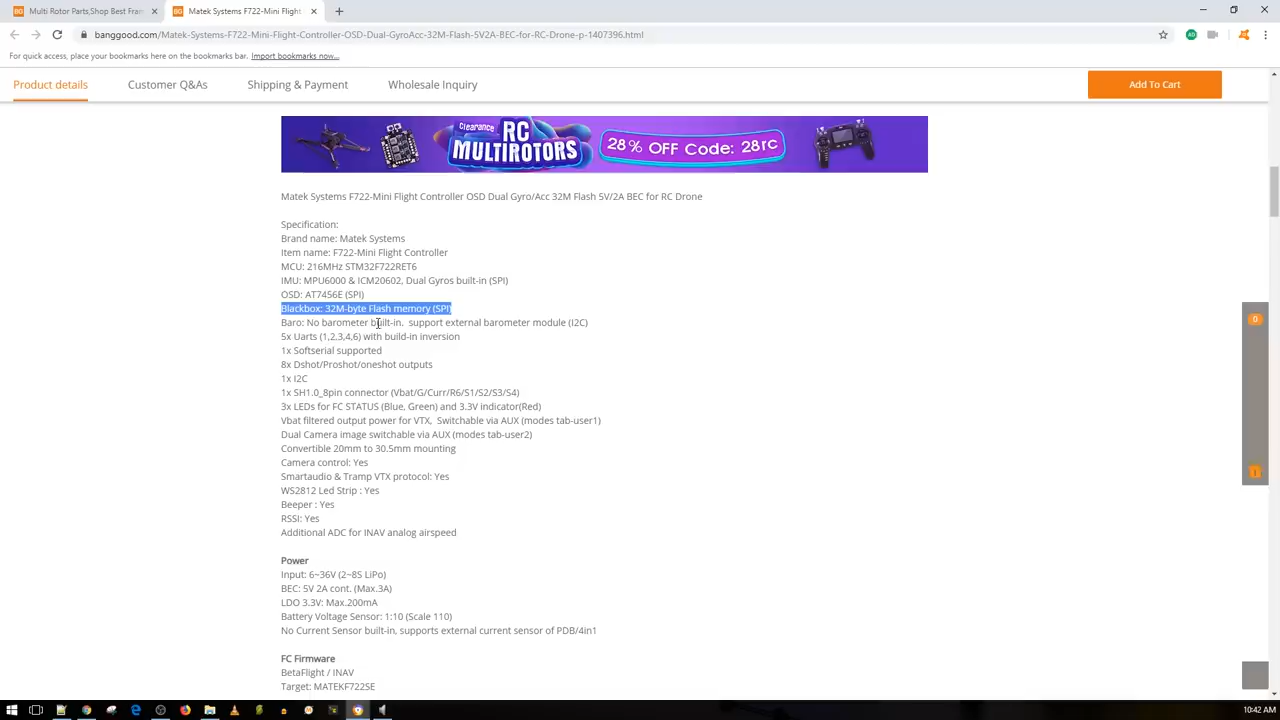 Multi Rotor Parts,Shop Best Fran
Matek Systems F722-Mini Flight
banggood.com/Matek-Systems-F722-Mini-Flight-Controller-OSD-Dual-GyroAcc-32M-Flash-5V2A-BEC-for-RC-Drone-p-1407396.html
For quick access, place your bookmarks here on the bookmarks bar. Import bookmarks now...
Product details
Customer Q&As
Shipping & Payment
Wholesale Inquiry
Add To Cart
Clearance
RC
MULTIROTORS
28% OFF Code: 28rc
Matek Systems F722-Mini Flight Controller OSD Dual Gyro/Acc 32M Flash 5V/2A BEC for RC Drone
Specification:
Brand name: Matek Systems
Item name: F722-Mini Flight Controller
MCU: 216MHz STM32F722RET6
IMU: MPU6000 & ICM20602, Dual Gyros built-in (SPI)
OSD: AT7456E (SPI)
Blackbox: 32M-byte Flash memory (SPI)
Baro: No barometer built-in.  support external barometer module (I2C)
5x Uarts (1,2,3,4,6) with build-in inversion
1x Softserial supported
8x Dshot/Proshot/oneshot outputs
1x I2C
1x SH1.0_8pin connector (Vbat/G/Curr/R6/S1/S2/S3/S4)
3x LEDs for FC STATUS (Blue, Green) and 3.3V indicator(Red)
Vbat filtered output power for VTX,  Switchable via AUX (modes tab-user1)
Dual Camera image switchable via AUX (modes tab-user2)
Convertible 20mm to 30.5mm mounting
Camera control: Yes
Smartaudio & Tramp VTX protocol: Yes
WS2812 Led Strip : Yes
Beeper : Yes
RSSI: Yes
Additional ADC for INAV analog airspeed
Power
Input: 6~36V (2~8S LiPo)
BEC: 5V 2A cont. (Max.3A)
LDO 3.3V: Max.200mA
Battery Voltage Sensor: 1:10 (Scale 110)
No Current Sensor built-in, supports external current sensor of PDB/4in1
FC Firmware
BetaFlight / INAV
Target: MATEKF722SE
0
10:42 AM